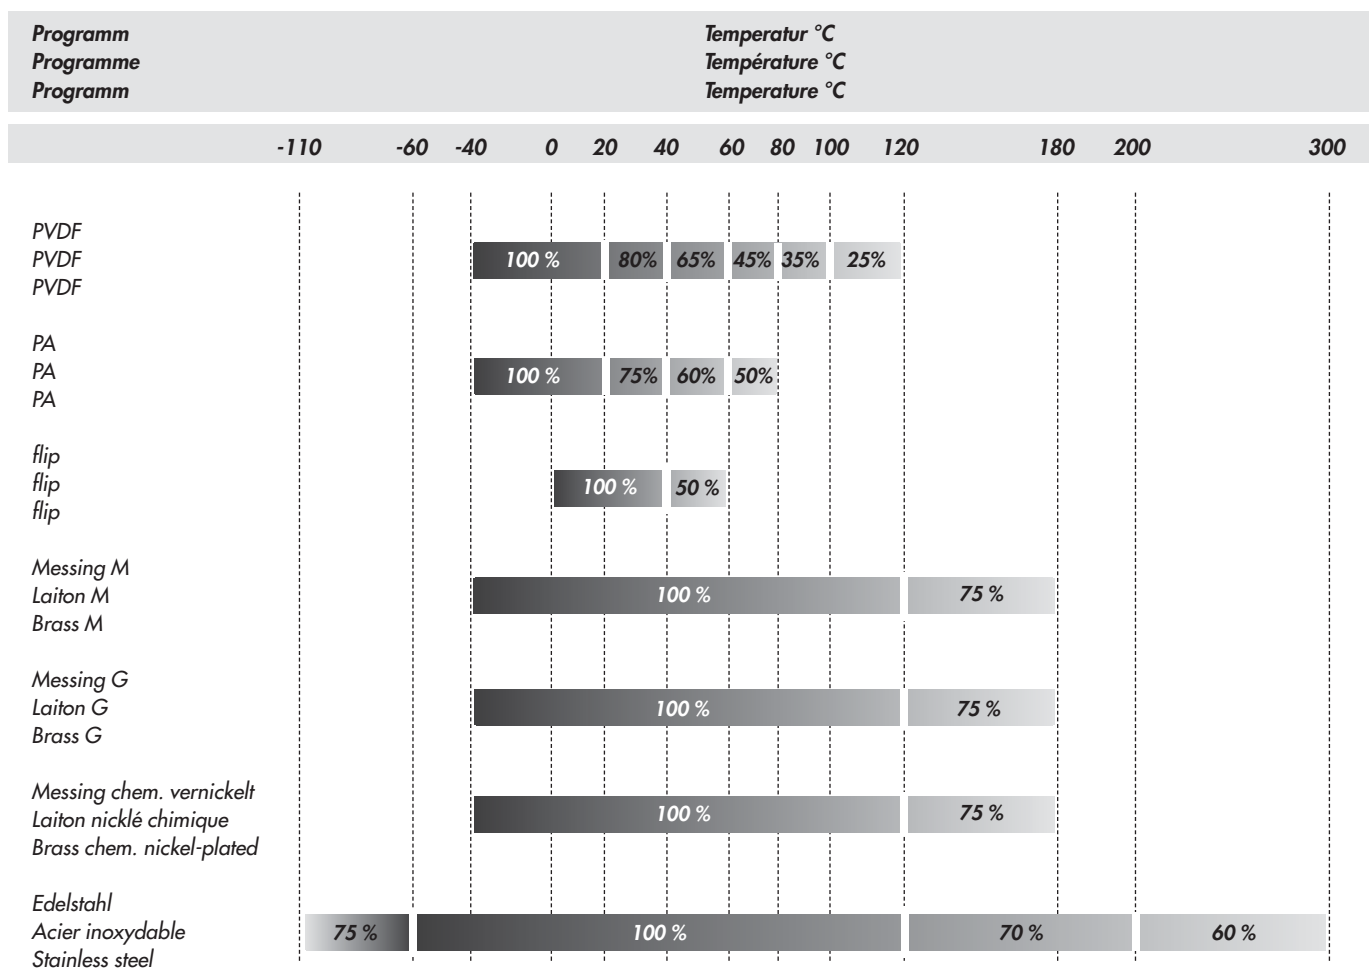 Programm Temperatur °C
Programme Température °C
Programm Temperature °C
-110 -60 -40 0 20 40 60 80 100 120 180 200 300
PVDF
PVDF 100 % 80% 65% 45% 35% 25%
PVDF
PA
PA 100 % 75% 60% 50%
PA
flip
flip 100 % 50 %
flip
Messing M
Laiton M 100 % 75 %
Brass M
Messing G
Laiton G 100 % 75 %
Brass G
Messing chem. vernickelt
Laiton nicklé chimique 100 % 75 %
Brass chem. nickel-plated
Edelstahl
Acier inoxydable 75 % 100 % 70 % 60 %
Stainless steel